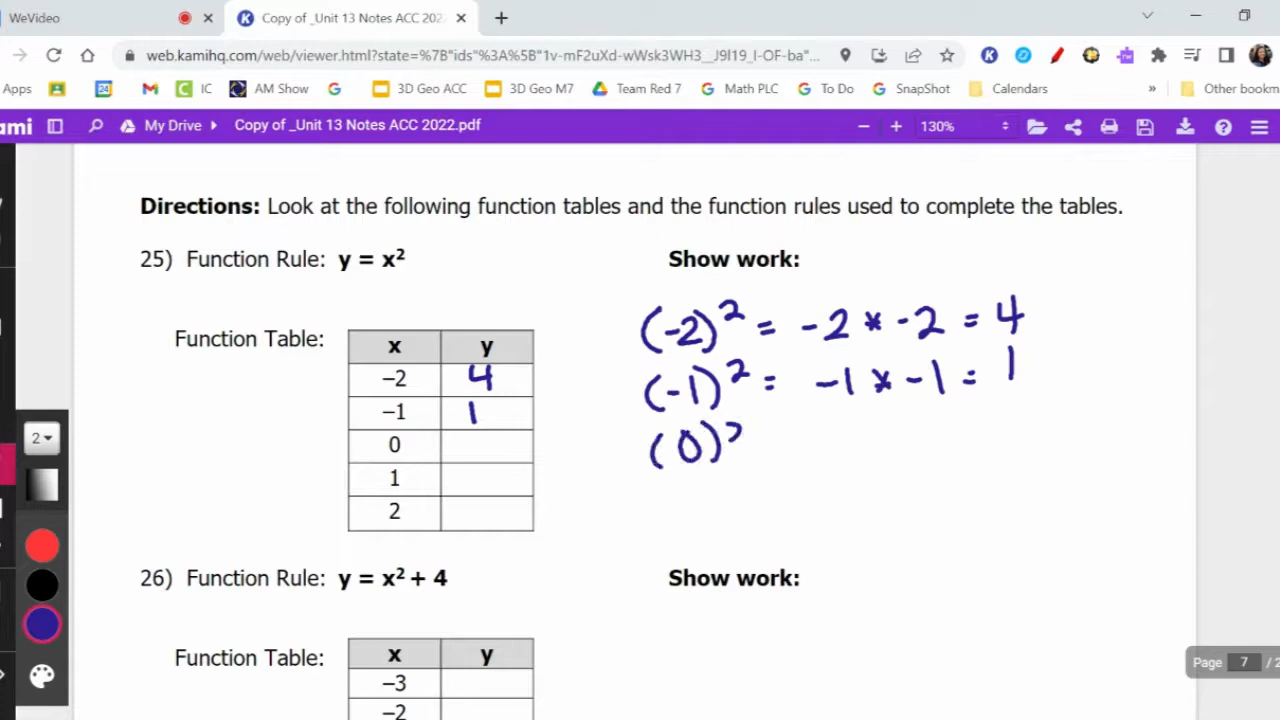 WeVideo
Copy of _Unit 13 Notes ACC 202
web.kamihq.com/web/viewer.html?state=%7B"ids"%3A%5B"1v-mF2uXd-wWsk3WH3__J9l19_I-OF-ba"...
Apps IC AM Show 3D Geo ACC 3D Geo M7 Team Red 7 Math PLC To Do SnapShot Calendars » Other bookm
ami My Drive Copy of _Unit 13 Notes ACC 2022.pdf 130%
Directions: Look at the following function tables and the function rules used to complete the tables.
25) Function Rule: y = x² Show work:
(-2)² = -2 * -2 = 4
Function Table: x y
-2 4
(-1)² = -1 * -1 = 1
-1 1
0
(0)²
1
2
26) Function Rule: y = x² + 4 Show work:
Function Table: x y
-3
-2
2
Page 7 / 2